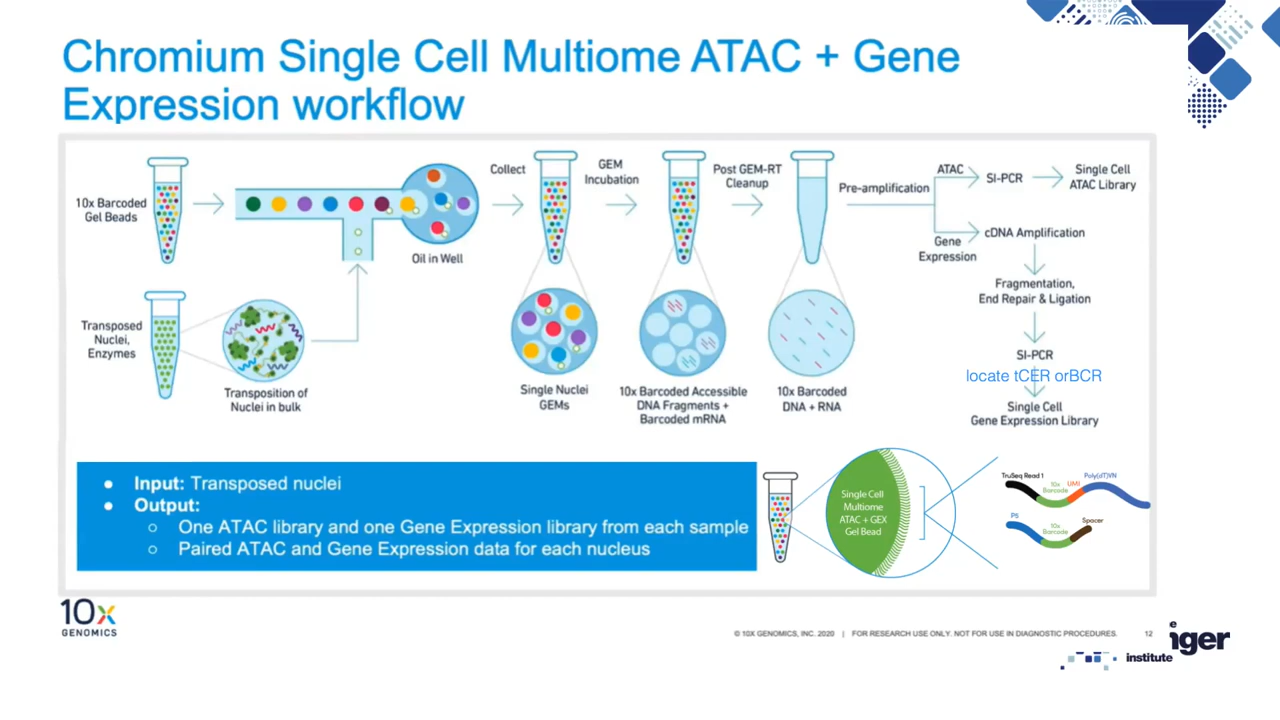 Chromium Single Cell Multiome ATAC + Gene
Expression workflow
10x Barcoded
Gel Beads
Oil in Well
Collect
GEM
Incubation
Post GEM-RT
Cleanup
Pre-amplification
ATAC
SI-PCR
Single Cell
ATAC Library
Gene
Expression
cDNA Amplification
Fragmentation,
End Repair & Ligation
SI-PCR
locate tCER orBCR
Single Cell
Gene Expression Library
Transposed
Nuclei,
Enzymes
Transposition of
Nuclei in bulk
Single Nuclei
GEMs
10x Barcoded Accessible
DNA Fragments +
Barcoded mRNA
10x Barcoded
DNA + RNA
● Input: Transposed nuclei
● Output:
○ One ATAC library and one Gene Expression library from each sample
○ Paired ATAC and Gene Expression data for each nucleus
Single Cell
Multiome
ATAC + GEX
Gel Bead
TruSeq Read 1
10x
Barcode
UMI
Poly(dT)VN
P5
10x
Barcode
Spacer
10x
GENOMICS
© 10X GENOMICS, INC. 2020 | FOR RESEARCH USE ONLY. NOT FOR USE IN DIAGNOSTIC PROCEDURES.
12
e
iger
institute